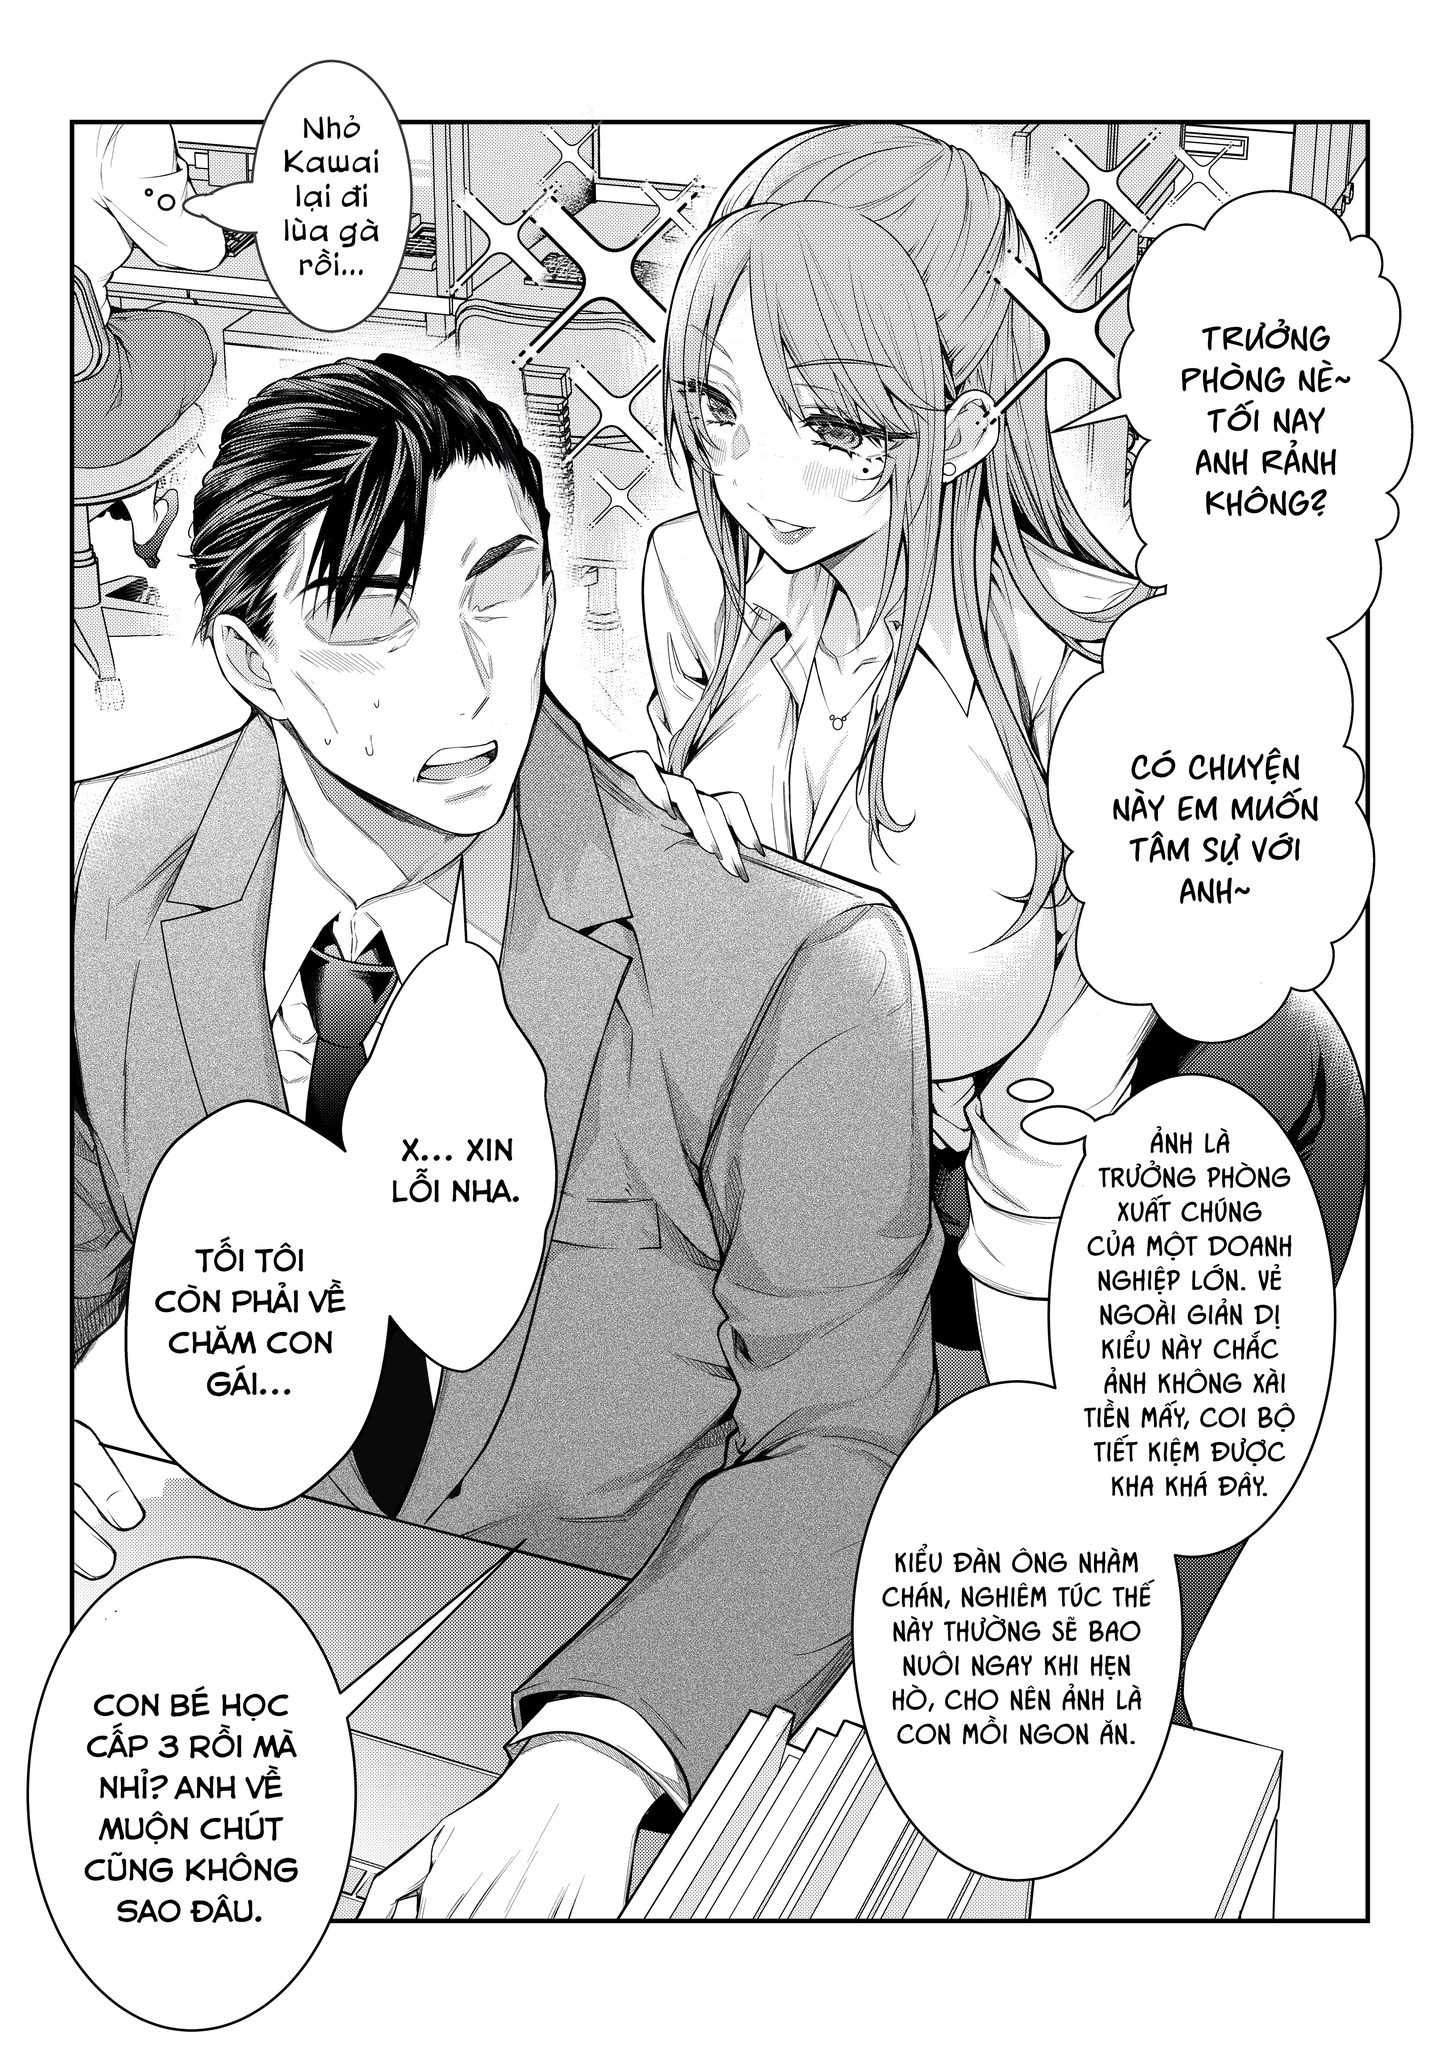 TRƯỞNG
PHÒNG NÈ~
TỐI NAY
ANH RẢNH
KHÔNG?
CÓ CHUYỆN
NÀY EM MUỐN
TÂM SỰ VỚI
ANH~
Nhỏ
Kawai
lại đi
lùa gà
rồi...
ẢNH LÀ
TRƯỞNG PHÒNG
XUẤT CHÚNG
CỦA MỘT DOANH
NGHIỆP LỚN. VẺ
NGOÀI GIẢN DỊ
KIỂU NÀY CHẮC
ẢNH KHÔNG XÀI
TIỀN MẤY, COI BỘ
TIẾT KIỆM ĐƯỢC
KHA KHÁ ĐÂY.
KIỂU ĐÀN ÔNG NHÀM
CHÁN, NGHIÊM TÚC THẾ
NÀY THƯỜNG SẼ BAO
NUÔI NGAY KHI HẸN
HÒ, CHO NÊN ẢNH LÀ
CON MỒI NGON ĂN.
X... XIN
LỖI NHA.
TỐI TÔI
CÒN PHẢI VỀ
CHĂM CON
GÁI...
CON BÉ HỌC
CẤP 3 RỒI MÀ
NHỈ? ANH VỀ
MUỘN CHÚT
CŨNG KHÔNG
SAO ĐÂU.